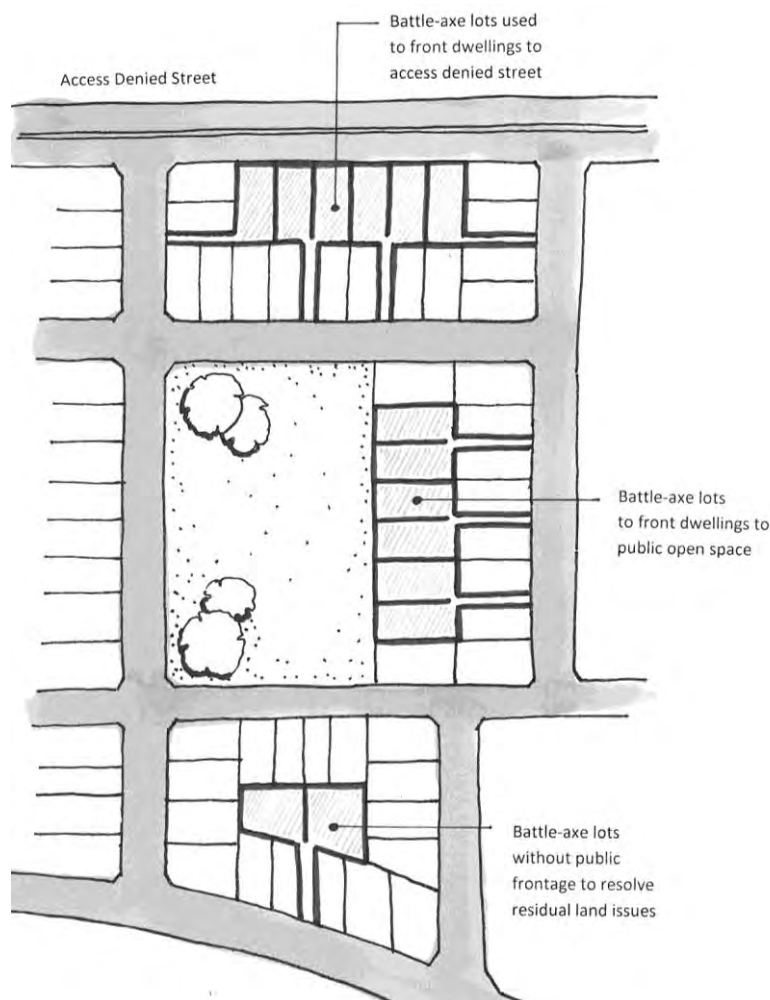 Battle-axe lots used
to front dwellings to
access denied street
Access Denied Street
Battle-axe lots
to front dwellings to
public open space
Battle-axe lots
without public
frontage to resolve
residual land issues